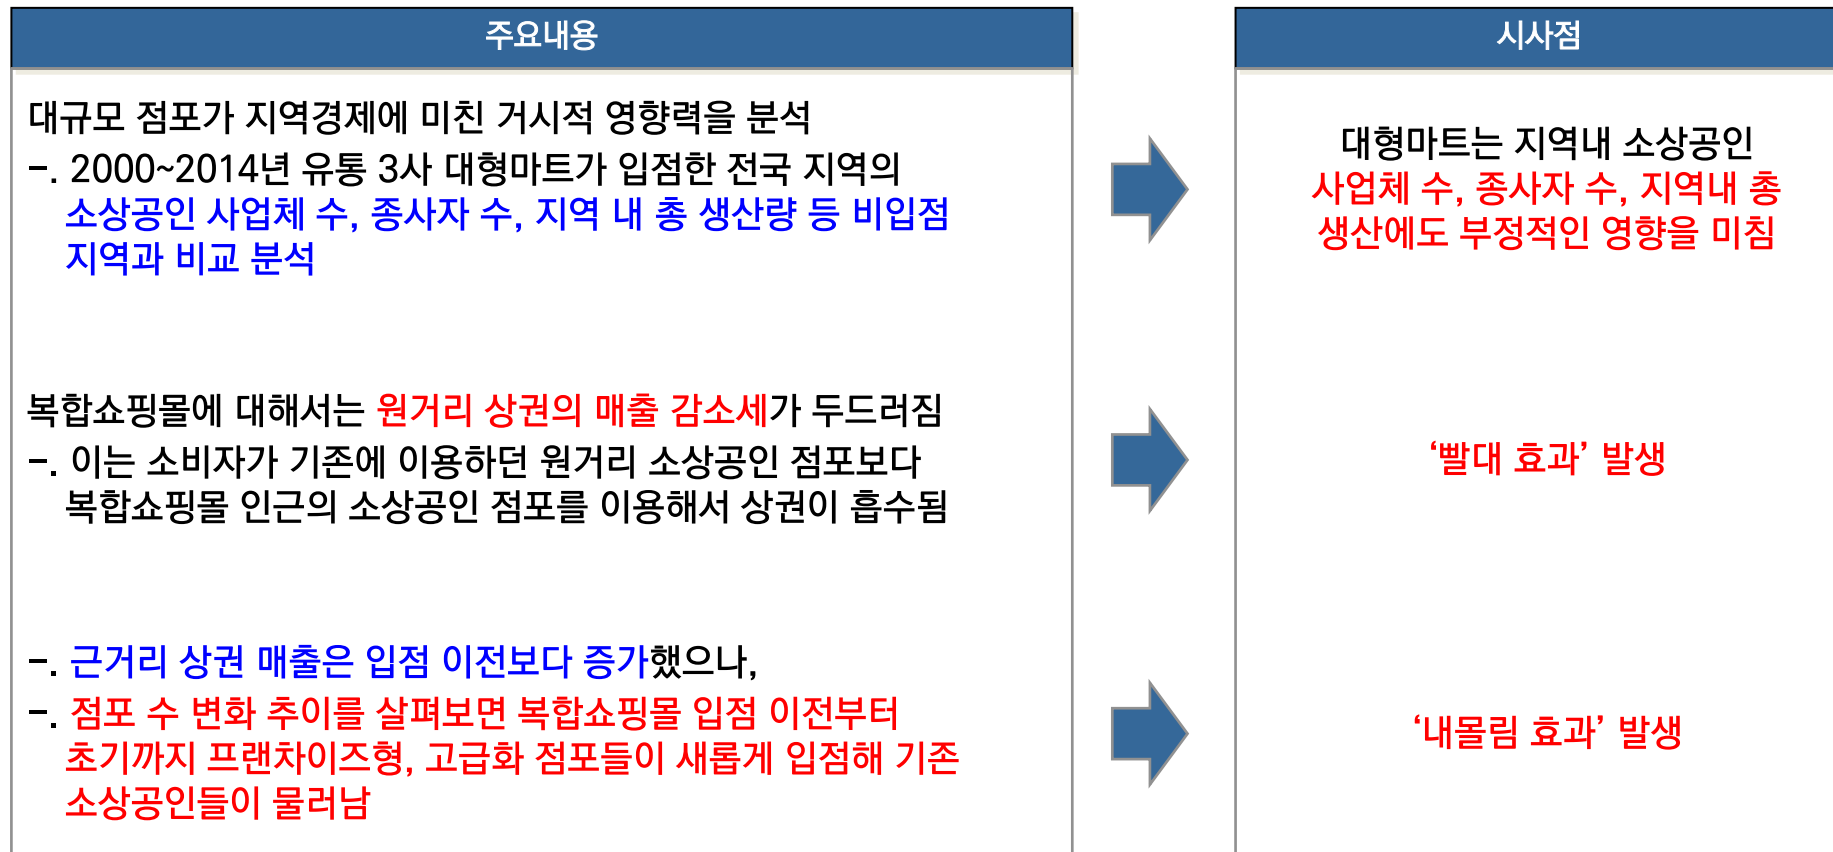 주요내용
시사점
대규모 점포가 지역경제에 미친 거시적 영향력을 분석
-. 2000~2014년 유통 3사 대형마트가 입점한 전국 지역의
소상공인 사업체 수, 종사자 수, 지역 내 총 생산량 등 비입점
지역과 비교 분석
대형마트는 지역내 소상공인
사업체 수, 종사자 수, 지역내 총
생산에도 부정적인 영향을 미침
복합쇼핑몰에 대해서는 원거리 상권의 매출 감소세가 두드러짐
-. 이는 소비자가 기존에 이용하던 원거리 소상공인 점포보다
복합쇼핑몰 인근의 소상공인 점포를 이용해서 상권이 흡수됨
‘빨대 효과’ 발생
-. 근거리 상권 매출은 입점 이전보다 증가했으나,
-. 점포 수 변화 추이를 살펴보면 복합쇼핑몰 입점 이전부터
초기까지 프랜차이즈형, 고급화 점포들이 새롭게 입점해 기존
소상공인들이 물러남
‘내몰림 효과’ 발생